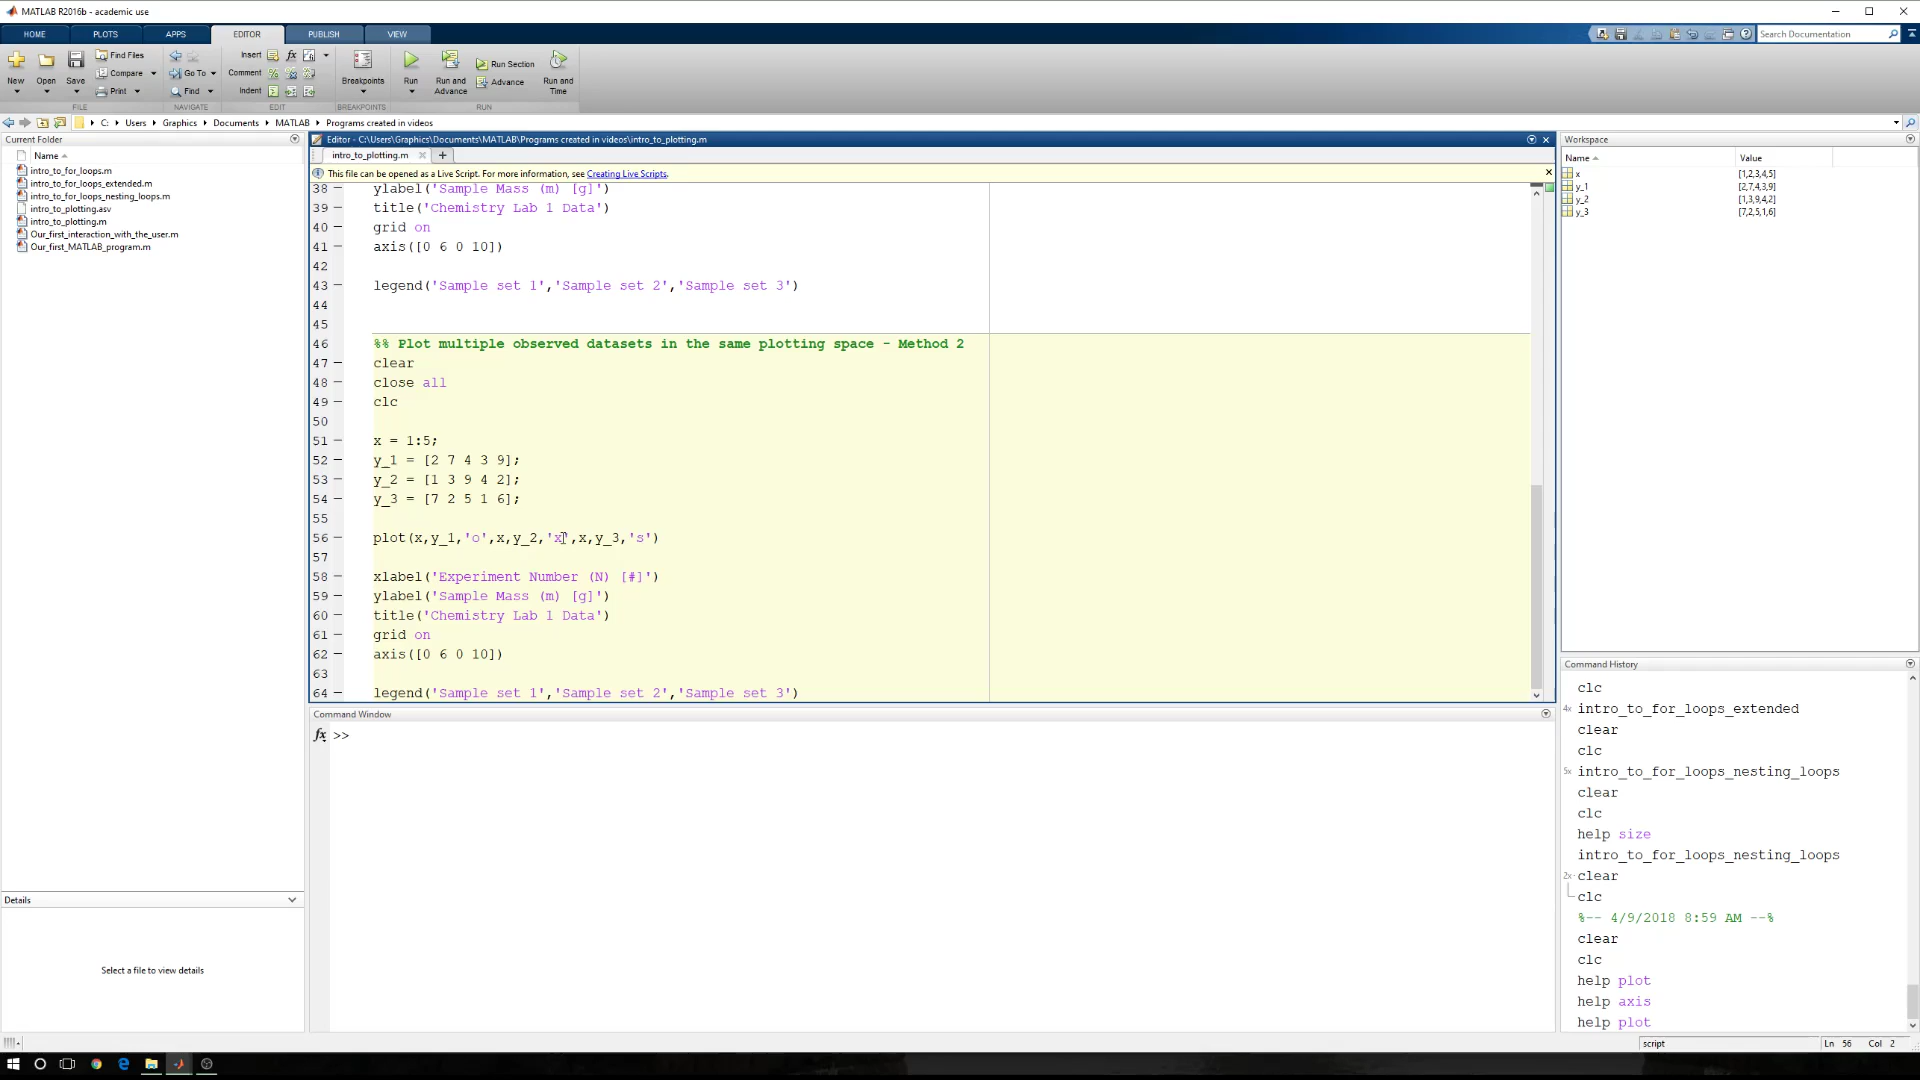 MATLAB R2016b - academic use
HOME PLOTS APPS EDITOR PUBLISH VIEW
Search Documentation
New Open Save
Find Files
Compare
Print
Go To
Find
Insert
Comment
Indent
Breakpoints
Run
Run and Advance
Run Section
Advance
Run and Time
FILE NAVIGATE EDIT BREAKPOINTS RUN
C: Users Graphics Documents MATLAB Programs created in videos
Current Folder
Name
intro_to_for_loops.m
intro_to_for_loops_extended.m
intro_to_for_loops_nesting_loops.m
intro_to_plotting.asv
intro_to_plotting.m
Our_first_interaction_with_the_user.m
Our_first_MATLAB_program.m
Details
Select a file to view details
Editor - C:\Users\Graphics\Documents\MATLAB\Programs created in videos\intro_to_plotting.m
intro_to_plotting.m
This file can be opened as a Live Script. For more information, see Creating Live Scripts.
38 ylabel('Sample Mass (m) [g]')
39 title('Chemistry Lab 1 Data')
40 grid on
41 axis([0 6 0 10])
42
43 legend('Sample set 1','Sample set 2','Sample set 3')
44
45
46 %% Plot multiple observed datasets in the same plotting space - Method 2
47 clear
48 close all
49 clc
50
51 x = 1:5;
52 y_1 = [2 7 4 3 9];
53 y_2 = [1 3 9 4 2];
54 y_3 = [7 2 5 1 6];
55
56 plot(x,y_1,'o',x,y_2,'x',x,y_3,'s')
57
58 xlabel('Experiment Number (N) [#]')
59 ylabel('Sample Mass (m) [g]')
60 title('Chemistry Lab 1 Data')
61 grid on
62 axis([0 6 0 10])
63
64 legend('Sample set 1','Sample set 2','Sample set 3')
Command Window
fx >>
Workspace
Name Value
x [1,2,3,4,5]
y_1 [2,7,4,3,9]
y_2 [1,3,9,4,2]
y_3 [7,2,5,1,6]
Command History
clc
4x intro_to_for_loops_extended
clear
clc
5x intro_to_for_loops_nesting_loops
clear
clc
help size
intro_to_for_loops_nesting_loops
2x clear
clc
%-- 4/9/2018 8:59 AM --%
clear
clc
help plot
help axis
help plot
script Ln 56 Col 2